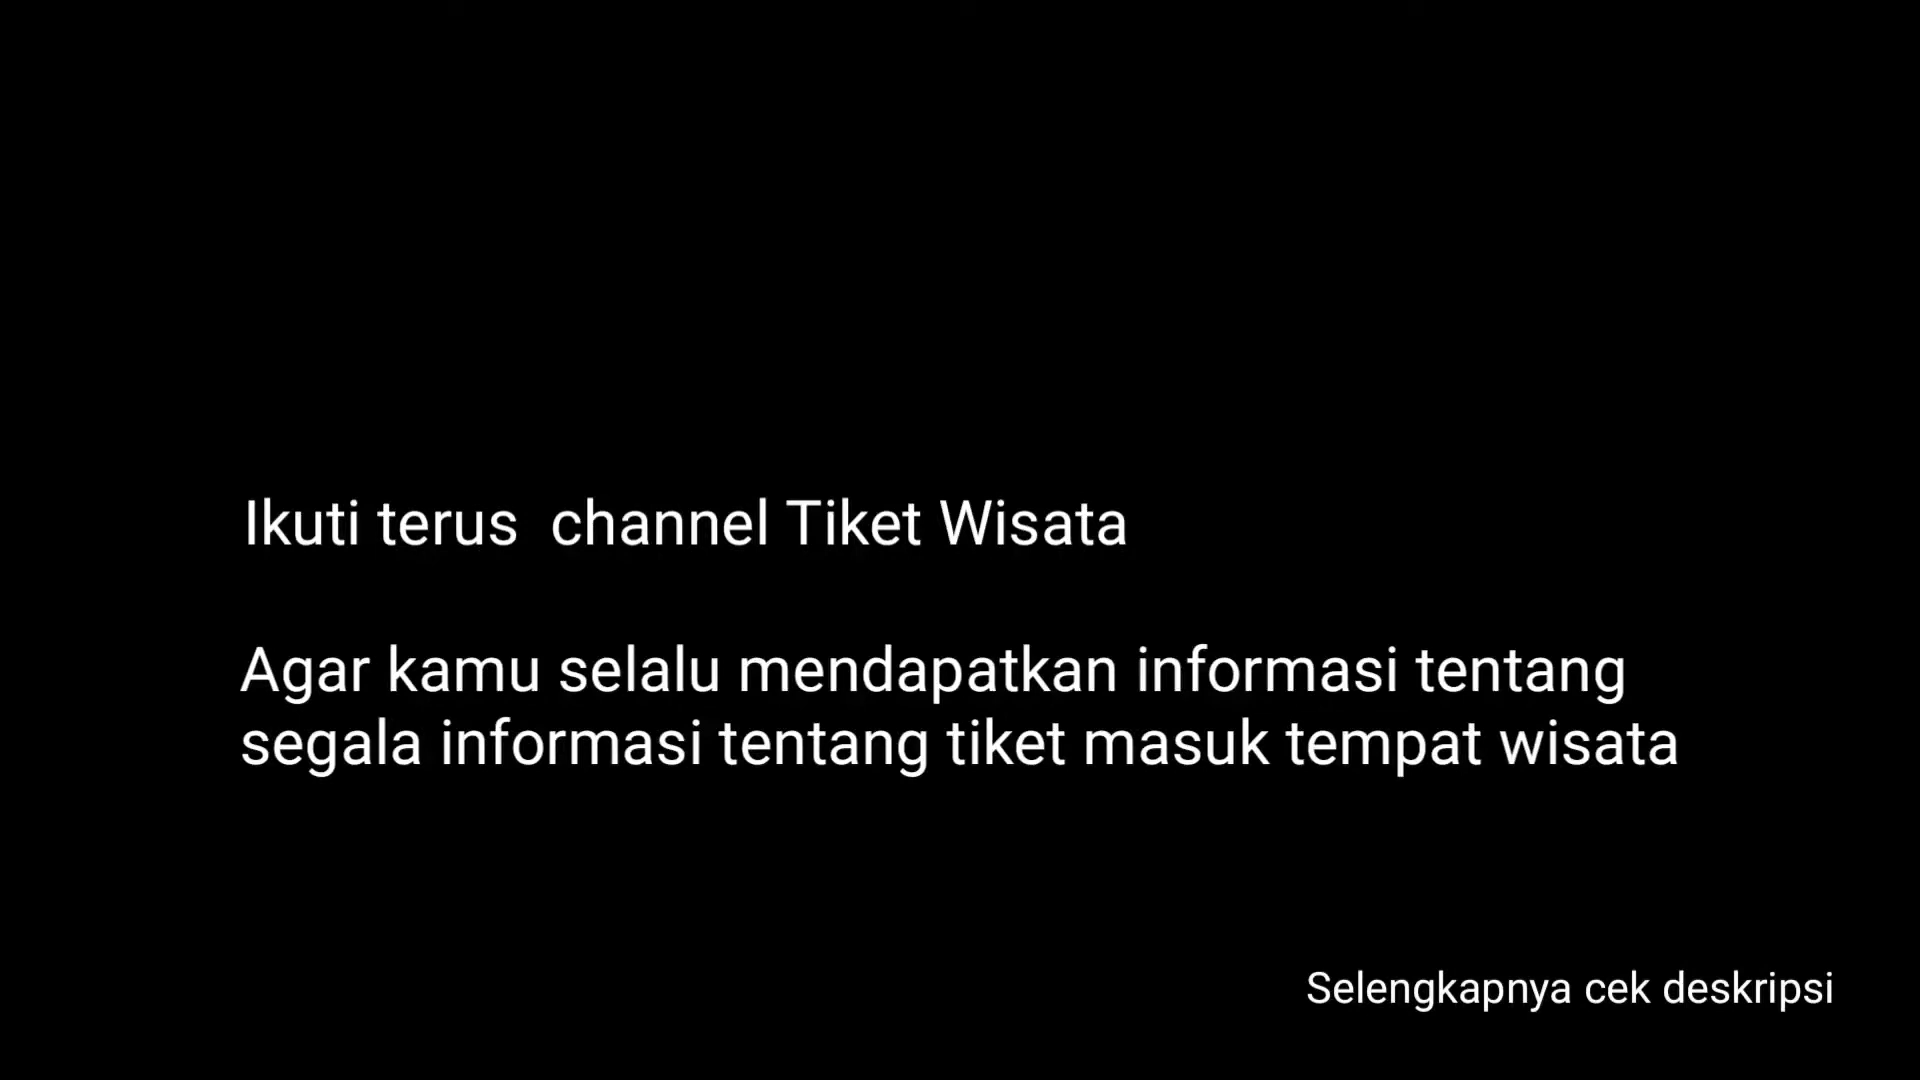 Ikuti terus  channel Tiket Wisata
Agar kamu selalu mendapatkan informasi tentang
segala informasi tentang tiket masuk tempat wisata
Selengkapnya cek deskripsi